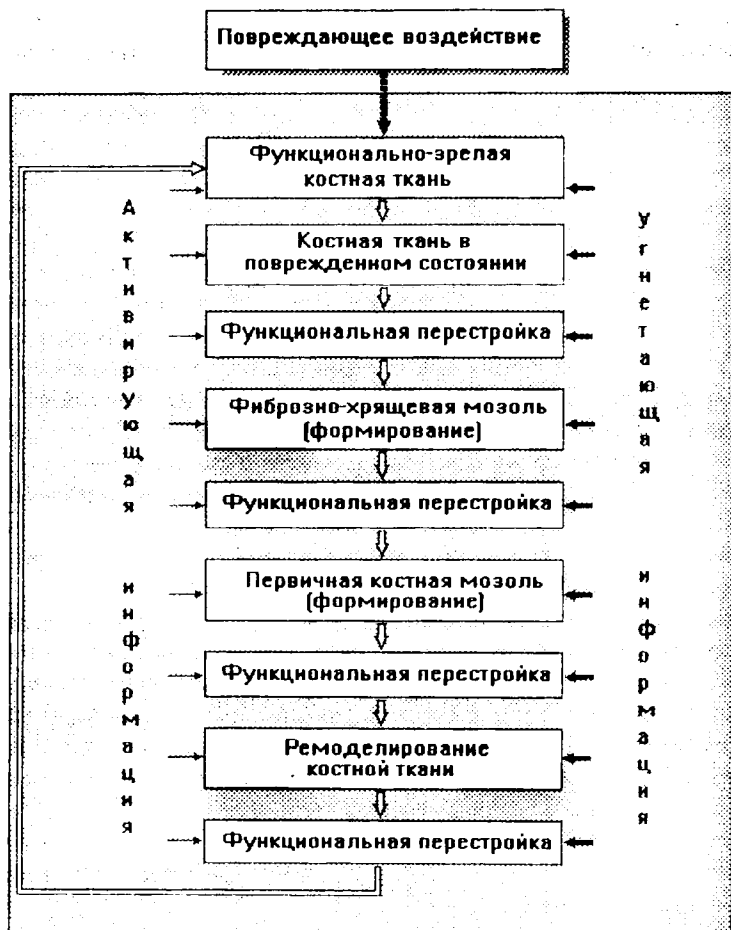 Повреждающее воздействие
Функционально-зрелая
костная ткань
Костная ткань в
поврежденном состоянии
Функциональная перестройка
Фиброзно-хрящевая мозоль
(формирование)
Функциональная перестройка
Первичная костная мозоль
(формирование)
Функциональная перестройка
Ремоделирование
костной ткани
Функциональная перестройка
Активирующая информация
Угнетающая информация